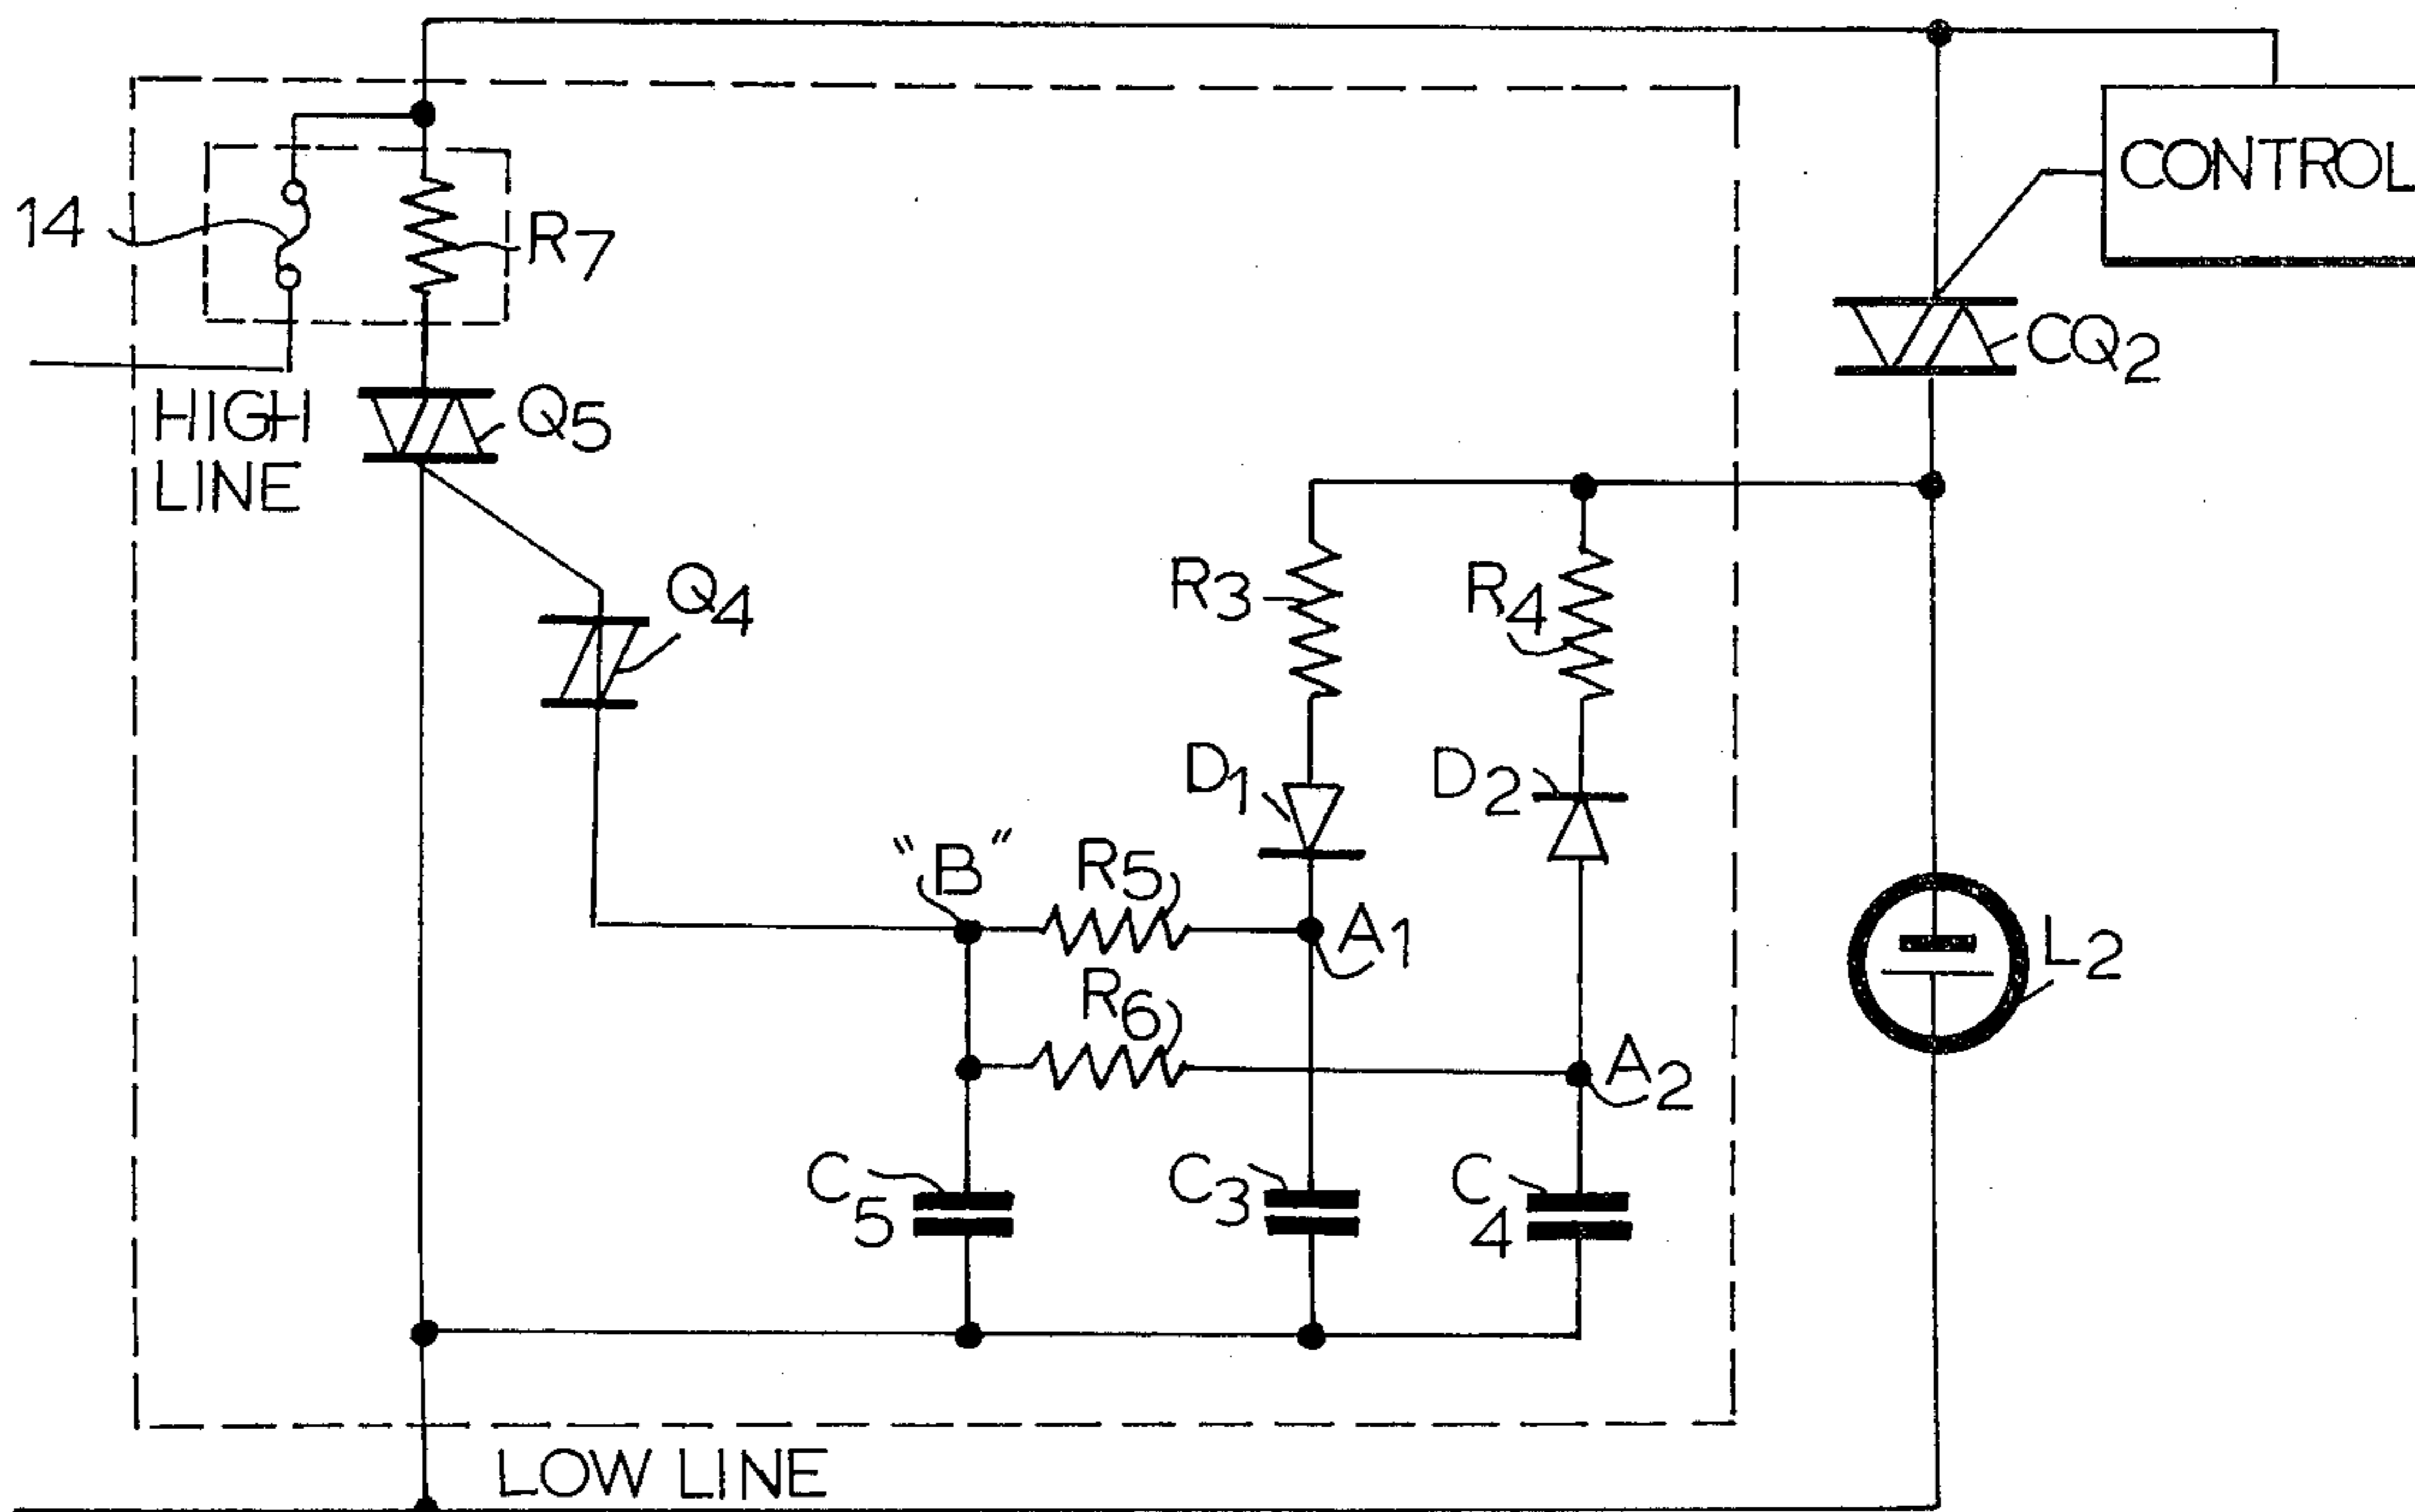 CONTROL
14
R7
CQ2
HIGH
LINE
Q5
Q4
R3
R4
D1
D2
"B"
R5
A1
L2
R6
A2
C5
C3
C4
LOW LINE